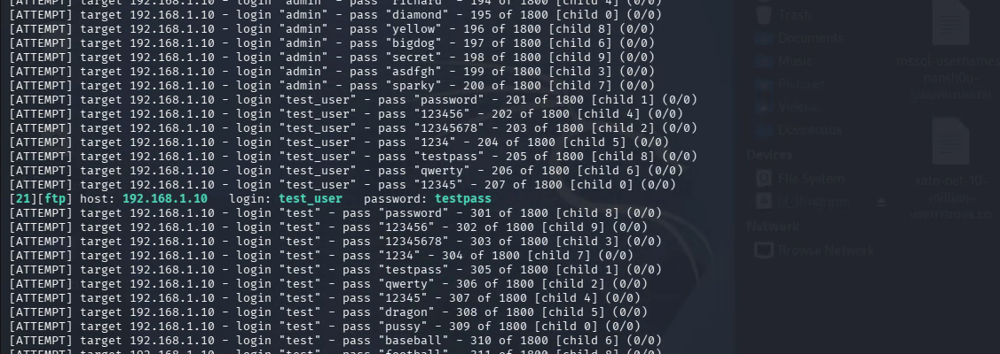 [ATTEMPT] target 192.168.1.10 - login "admin" - pass "richard" - 194 of 1800 [child 4] (0/0)
[ATTEMPT] target 192.168.1.10 - login "admin" - pass "diamond" - 195 of 1800 [child 0] (0/0)
[ATTEMPT] target 192.168.1.10 - login "admin" - pass "yellow" - 196 of 1800 [child 8] (0/0)
[ATTEMPT] target 192.168.1.10 - login "admin" - pass "bigdog" - 197 of 1800 [child 6] (0/0)
[ATTEMPT] target 192.168.1.10 - login "admin" - pass "secret" - 198 of 1800 [child 9] (0/0)
[ATTEMPT] target 192.168.1.10 - login "admin" - pass "asdfgh" - 199 of 1800 [child 3] (0/0)
[ATTEMPT] target 192.168.1.10 - login "admin" - pass "sparky" - 200 of 1800 [child 7] (0/0)
[ATTEMPT] target 192.168.1.10 - login "test_user" - pass "password" - 201 of 1800 [child 1] (0/0)
[ATTEMPT] target 192.168.1.10 - login "test_user" - pass "123456" - 202 of 1800 [child 4] (0/0)
[ATTEMPT] target 192.168.1.10 - login "test_user" - pass "12345678" - 203 of 1800 [child 2] (0/0)
[ATTEMPT] target 192.168.1.10 - login "test_user" - pass "1234" - 204 of 1800 [child 5] (0/0)
[ATTEMPT] target 192.168.1.10 - login "test_user" - pass "testpass" - 205 of 1800 [child 8] (0/0)
[ATTEMPT] target 192.168.1.10 - login "test_user" - pass "qwerty" - 206 of 1800 [child 6] (0/0)
[ATTEMPT] target 192.168.1.10 - login "test_user" - pass "12345" - 207 of 1800 [child 0] (0/0)
[21][ftp] host: 192.168.1.10   login: test_user   password: testpass
[ATTEMPT] target 192.168.1.10 - login "test" - pass "password" - 301 of 1800 [child 8] (0/0)
[ATTEMPT] target 192.168.1.10 - login "test" - pass "123456" - 302 of 1800 [child 9] (0/0)
[ATTEMPT] target 192.168.1.10 - login "test" - pass "12345678" - 303 of 1800 [child 3] (0/0)
[ATTEMPT] target 192.168.1.10 - login "test" - pass "1234" - 304 of 1800 [child 7] (0/0)
[ATTEMPT] target 192.168.1.10 - login "test" - pass "testpass" - 305 of 1800 [child 1] (0/0)
[ATTEMPT] target 192.168.1.10 - login "test" - pass "qwerty" - 306 of 1800 [child 2] (0/0)
[ATTEMPT] target 192.168.1.10 - login "test" - pass "12345" - 307 of 1800 [child 4] (0/0)
[ATTEMPT] target 192.168.1.10 - login "test" - pass "dragon" - 308 of 1800 [child 5] (0/0)
[ATTEMPT] target 192.168.1.10 - login "test" - pass "pussy" - 309 of 1800 [child 0] (0/0)
[ATTEMPT] target 192.168.1.10 - login "test" - pass "baseball" - 310 of 1800 [child 6] (0/0)
[ATTEMPT] target 192.168.1.10 - login "test" - pass "football" - 311 of 1800 [child 8] (0/0)
Trash
Documents
Music
Pictures
Videos
Downloads
Devices
File System
Network
Browse Network